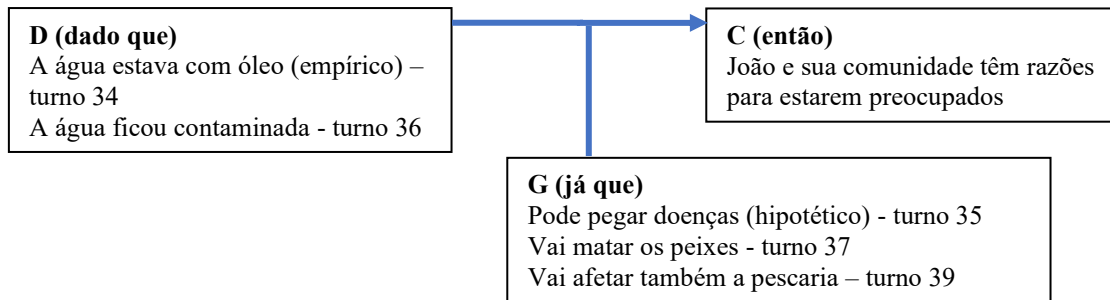 D (dado que)
A água estava com óleo (empírico) –
turno 34
A água ficou contaminada - turno 36
C (então)
João e sua comunidade têm razões
para estarem preocupados
G (já que)
Pode pegar doenças (hipotético) - turno 35
Vai matar os peixes - turno 37
Vai afetar também a pescaria – turno 39